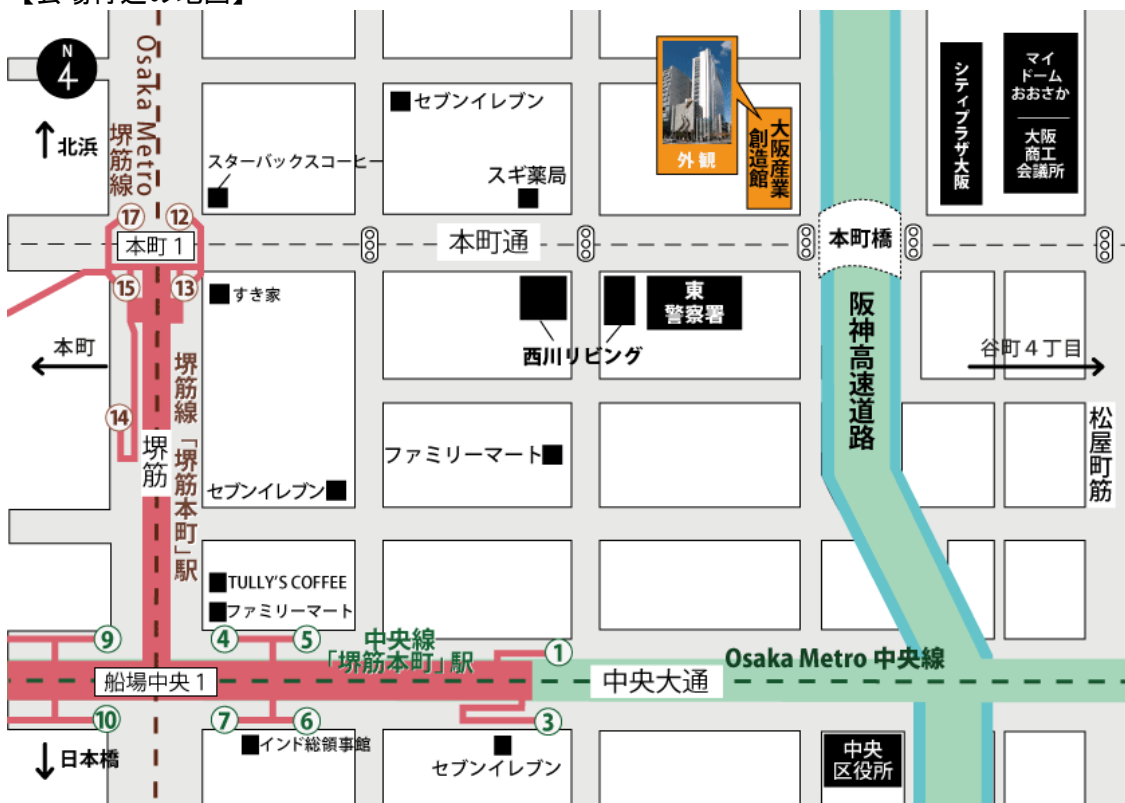 【会場付近の地図】
N
4
北浜
Osaka Metro
堺筋線
スターバックスコーヒー
セブンイレブン
スギ薬局
外観
大阪産業
創造館
シティプラザ大阪
マイ
ドーム
おおさか
大阪
商工
会議所
17
12
本町1
15
13
本町通
本町橋
すき家
西川リビング
東
警察署
阪神高速道路
本町
谷町4丁目
松屋町筋
14
堺筋
堺筋線「堺筋本町」駅
ファミリーマート
セブンイレブン
TULLY'S COFFEE
ファミリーマート
9
4
5
中央線
「堺筋本町」駅
1
Osaka Metro 中央線
船場中央1
中央大通
10
7
6
3
日本橋
インド総領事館
セブンイレブン
中央
区役所